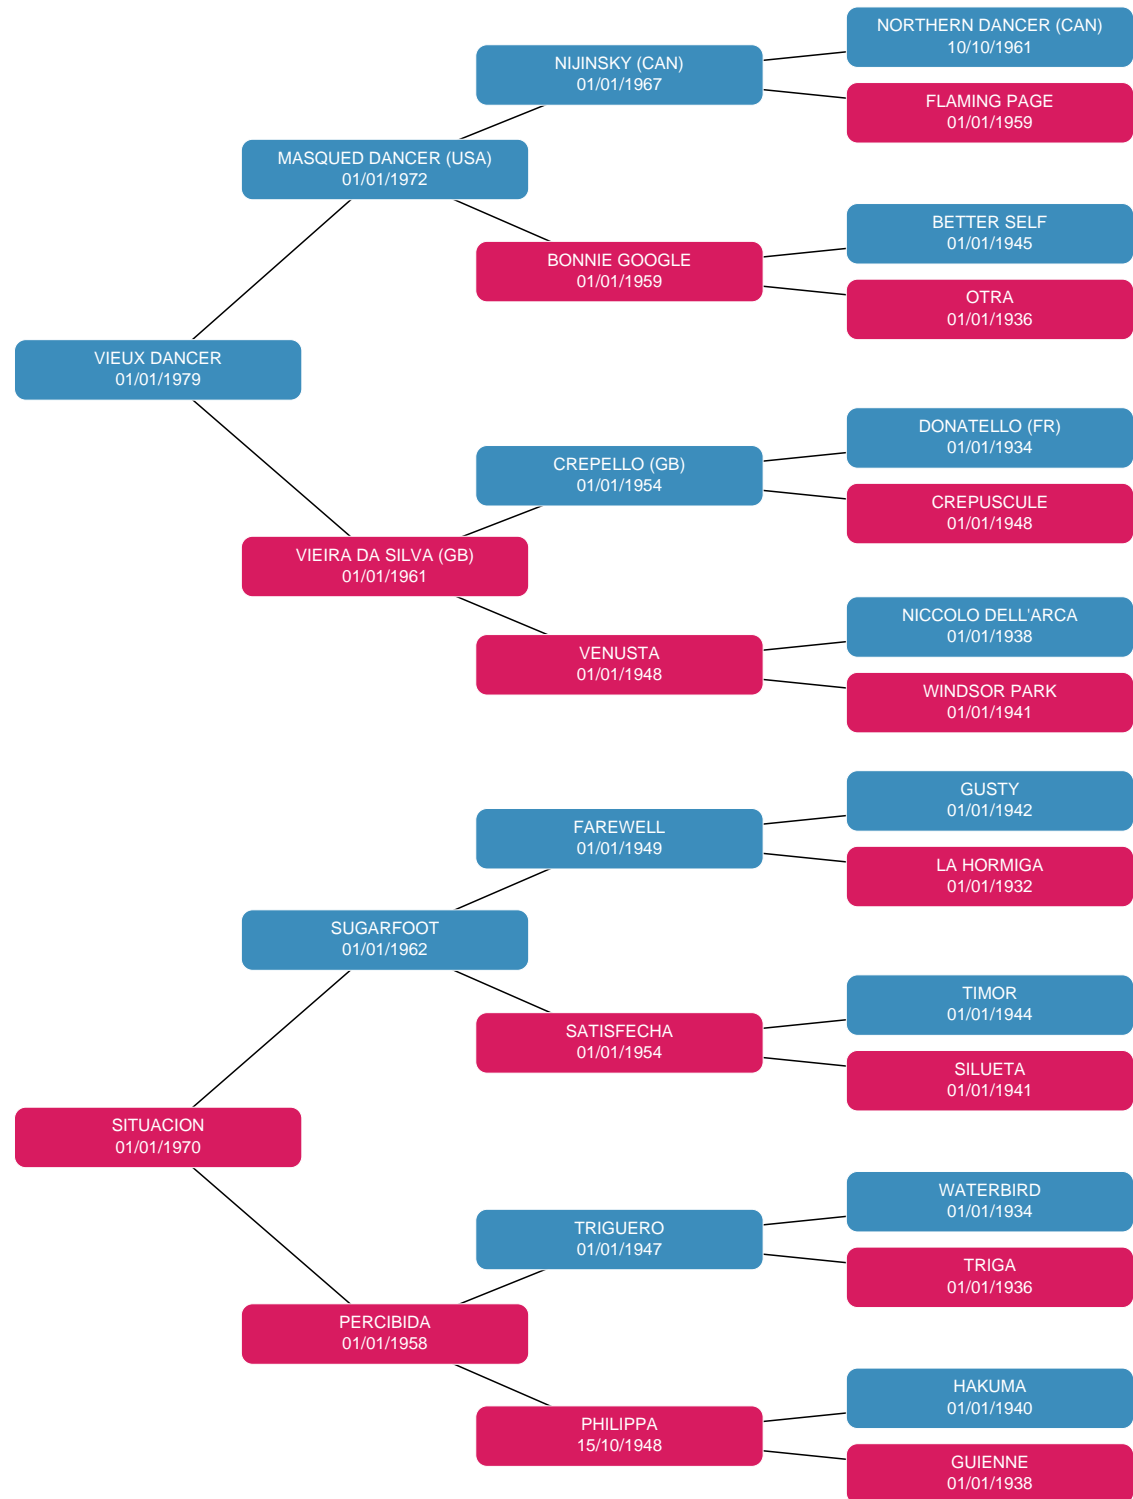 NORTHERN DANCER (CAN)
10/10/1961
NIJINSKY (CAN)
01/01/1967
FLAMING PAGE
01/01/1959
MASQUED DANCER (USA)
01/01/1972
BETTER SELF
01/01/1945
BONNIE GOOGLE
01/01/1959
OTRA
01/01/1936
VIEUX DANCER
01/01/1979
DONATELLO (FR)
01/01/1934
CREPELLO (GB)
01/01/1954
CREPUSCULE
01/01/1948
VIEIRA DA SILVA (GB)
01/01/1961
NICCOLO DELL'ARCA
01/01/1938
VENUSTA
01/01/1948
WINDSOR PARK
01/01/1941
GUSTY
01/01/1942
FAREWELL
01/01/1949
LA HORMIGA
01/01/1932
SUGARFOOT
01/01/1962
TIMOR
01/01/1944
SATISFECHA
01/01/1954
SILUETA
01/01/1941
SITUACION
01/01/1970
WATERBIRD
01/01/1934
TRIGUERO
01/01/1947
TRIGA
01/01/1936
PERCIBIDA
01/01/1958
HAKUMA
01/01/1940
PHILIPPA
15/10/1948
GUIENNE
01/01/1938